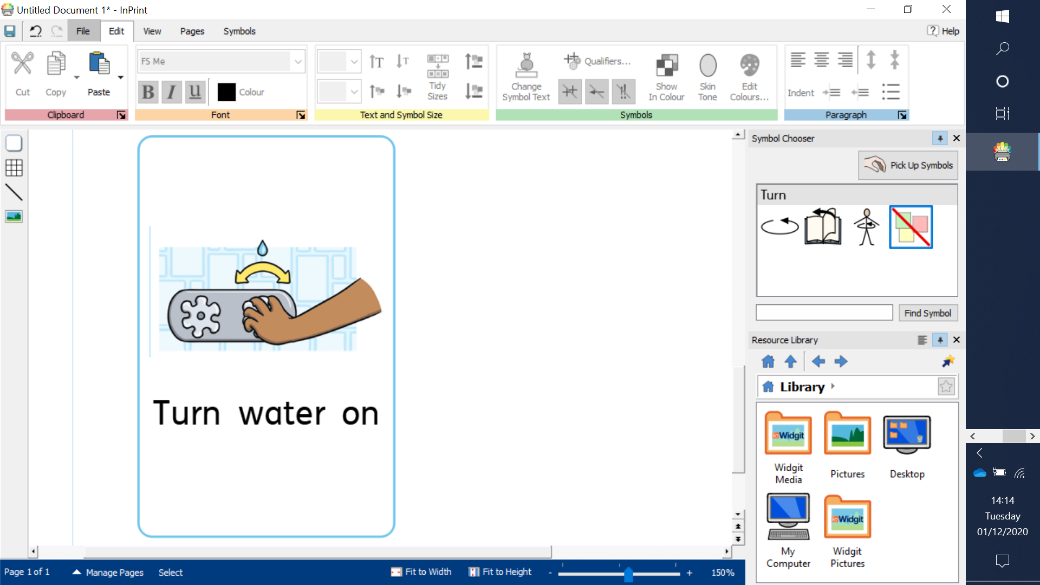 Untitled Document 1* - InPrint
File Edit View Pages Symbols
Help
FS Me
Cut Copy Paste
B I U Colour
Tidy Sizes
Change Symbol Text
Qualifiers...
Show In Colour
Skin Tone
Edit Colours...
Indent
Clipboard Font Text and Symbol Size Symbols Paragraph
Turn water on
Symbol Chooser
Pick Up Symbols
Turn
Find Symbol
Resource Library
Library
Widgit
Widgit Media
Pictures
Desktop
My Computer
Widgit
Widgit Pictures
Page 1 of 1 Manage Pages Select Fit to Width Fit to Height - + 150%
14:14
Tuesday
01/12/2020